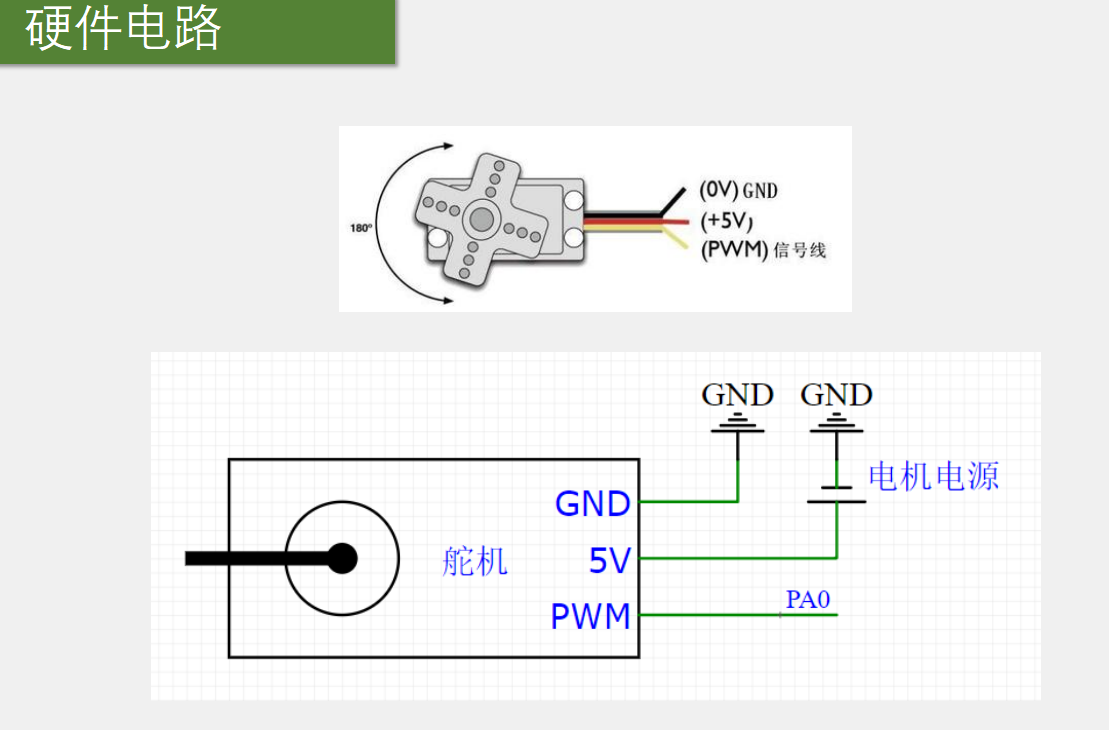 硬件电路
180°
(0V) GND
(+5V)
(PWM) 信号线
GND GND
电机电源
GND
舵机 5V
PWM PA0